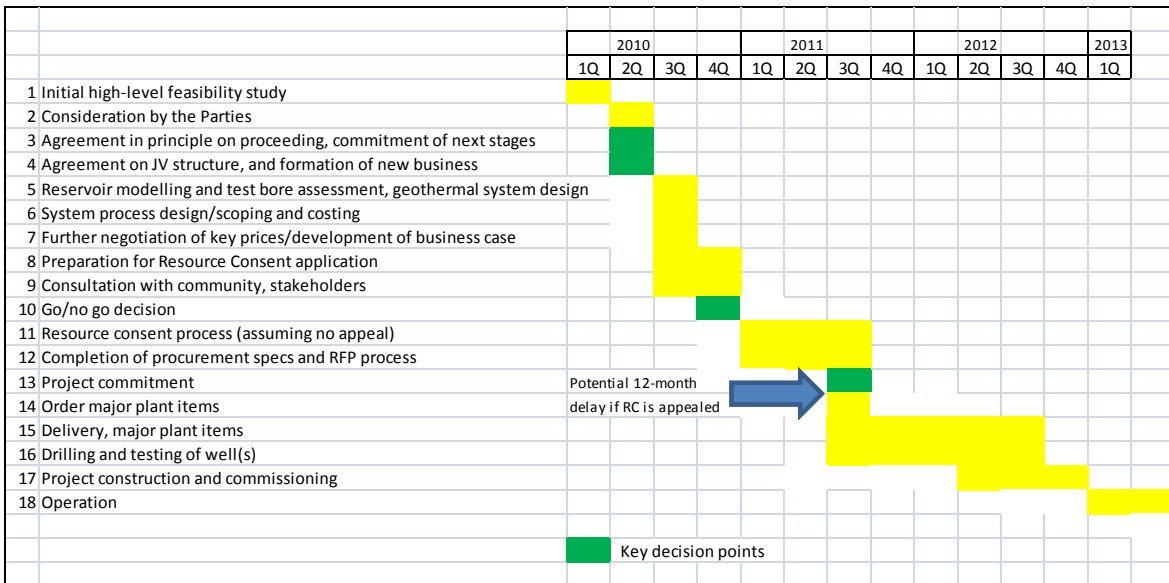 2010 2011 2012 2013
1Q 2Q 3Q 4Q 1Q 2Q 3Q 4Q 1Q 2Q 3Q 4Q 1Q
1 Initial high-level feasibility study
2 Consideration by the Parties
3 Agreement in principle on proceeding, commitment of next stages
4 Agreement on JV structure, and formation of new business
5 Reservoir modelling and test bore assessment, geothermal system design
6 System process design/scoping and costing
7 Further negotiation of key prices/development of business case
8 Preparation for Resource Consent application
9 Consultation with community, stakeholders
10 Go/no go decision
11 Resource consent process (assuming no appeal)
12 Completion of procurement specs and RFP process
13 Project commitment Potential 12-month
14 Order major plant items delay if RC is appealed
15 Delivery, major plant items
16 Drilling and testing of well(s)
17 Project construction and commissioning
18 Operation
Key decision points